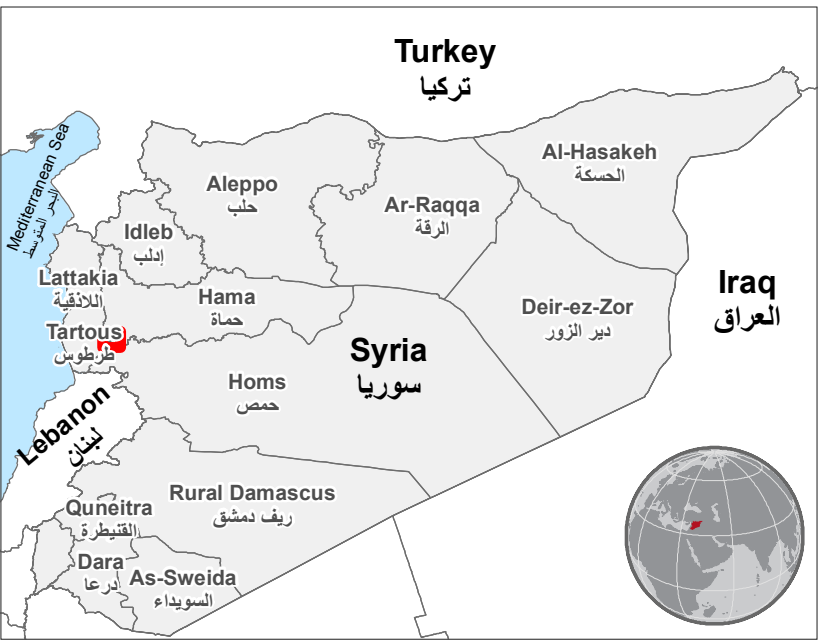 Turkey
تركيا
Mediterranean Sea
البحر المتوسط
Aleppo
حلب
Al-Hasakeh
الحسكة
Ar-Raqqa
الرقة
Idleb
إدلب
Lattakia
اللاذقية
Hama
حماة
Deir-ez-Zor
دير الزور
Iraq
العراق
Tartous
طرطوس
Syria
سوريا
Homs
حمص
Lebanon
لبنان
Rural Damascus
ريف دمشق
Quneitra
القنيطرة
Dara
درعا
As-Sweida
السويداء